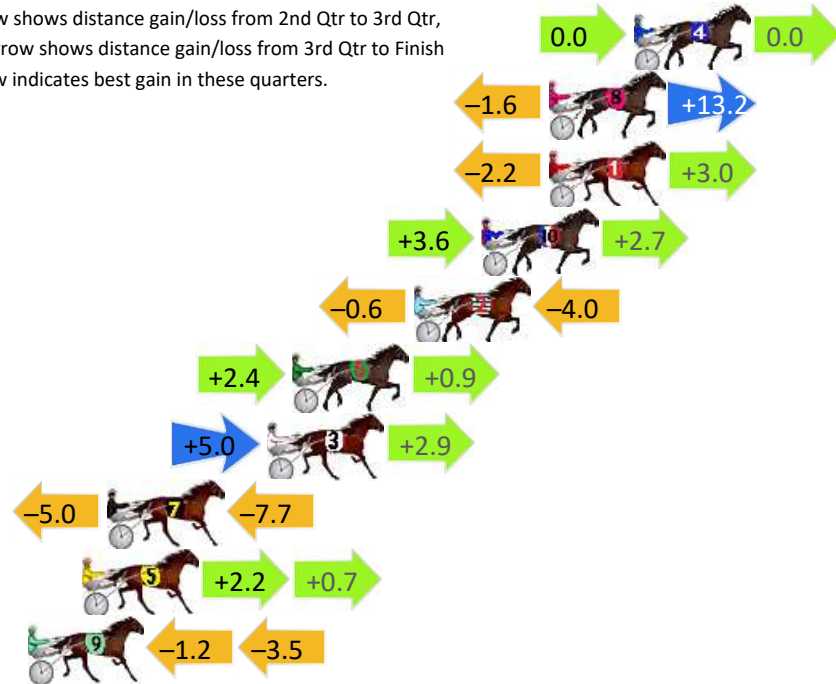 w shows distance gain/loss from 2nd Qtr to 3rd Qtr,
rrow shows distance gain/loss from 3rd Qtr to Finish
w indicates best gain in these quarters.
0.0 4 0.0
–1.6 8 +13.2
–2.2 1 +3.0
+3.6 10 +2.7
–0.6 2 –4.0
+2.4 6 +0.9
+5.0 3 +2.9
–5.0 7 –7.7
5 +2.2 +0.7
9 –1.2 –3.5